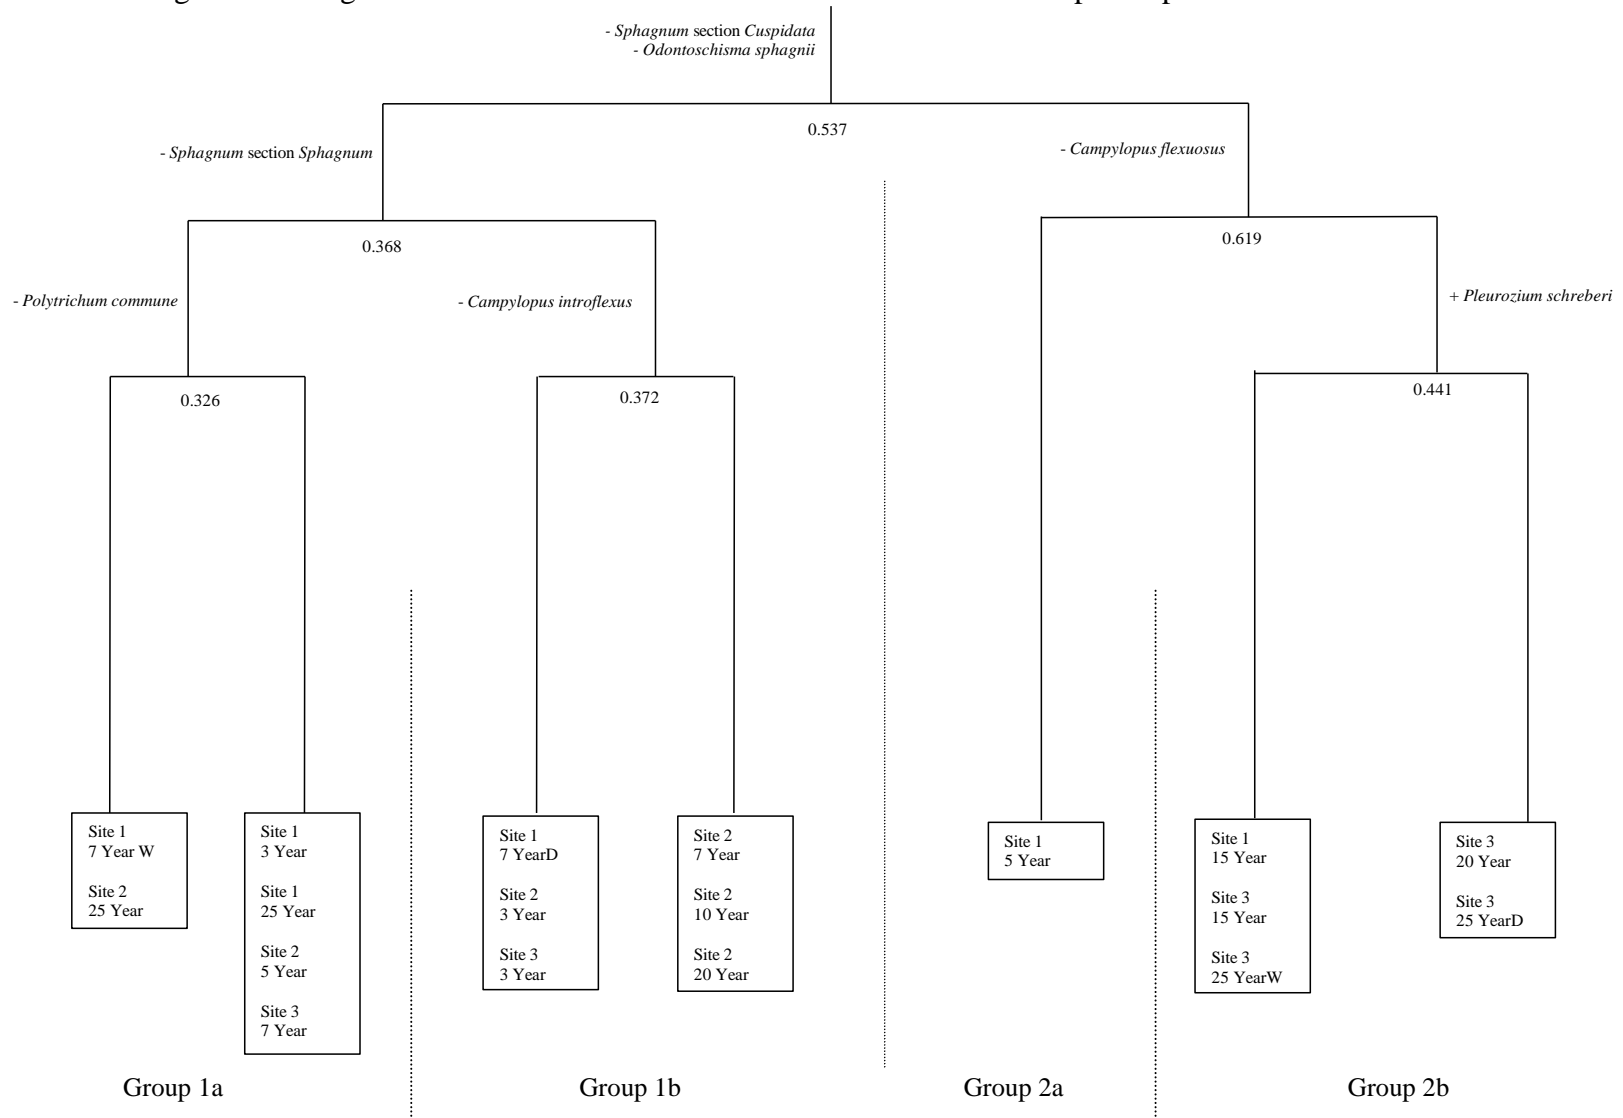 - Sphagnum section Cuspidata
- Odontoschisma sphagnii
0.537
- Sphagnum section Sphagnum
- Campylopus flexuosus
0.368
0.619
- Polytrichum commune
- Campylopus introflexus
+ Pleurozium schreberi
0.326
0.372
0.441
Site 1
7 Year W
Site 2
25 Year
Site 1
3 Year
Site 1
25 Year
Site 2
5 Year
Site 3
7 Year
Site 1
7 YearD
Site 2
3 Year
Site 3
3 Year
Site 2
7 Year
Site 2
10 Year
Site 2
20 Year
Site 1
5 Year
Site 1
15 Year
Site 3
15 Year
Site 3
25 YearW
Site 3
20 Year
Site 3
25 YearD
Group 1a
Group 1b
Group 2a
Group 2b